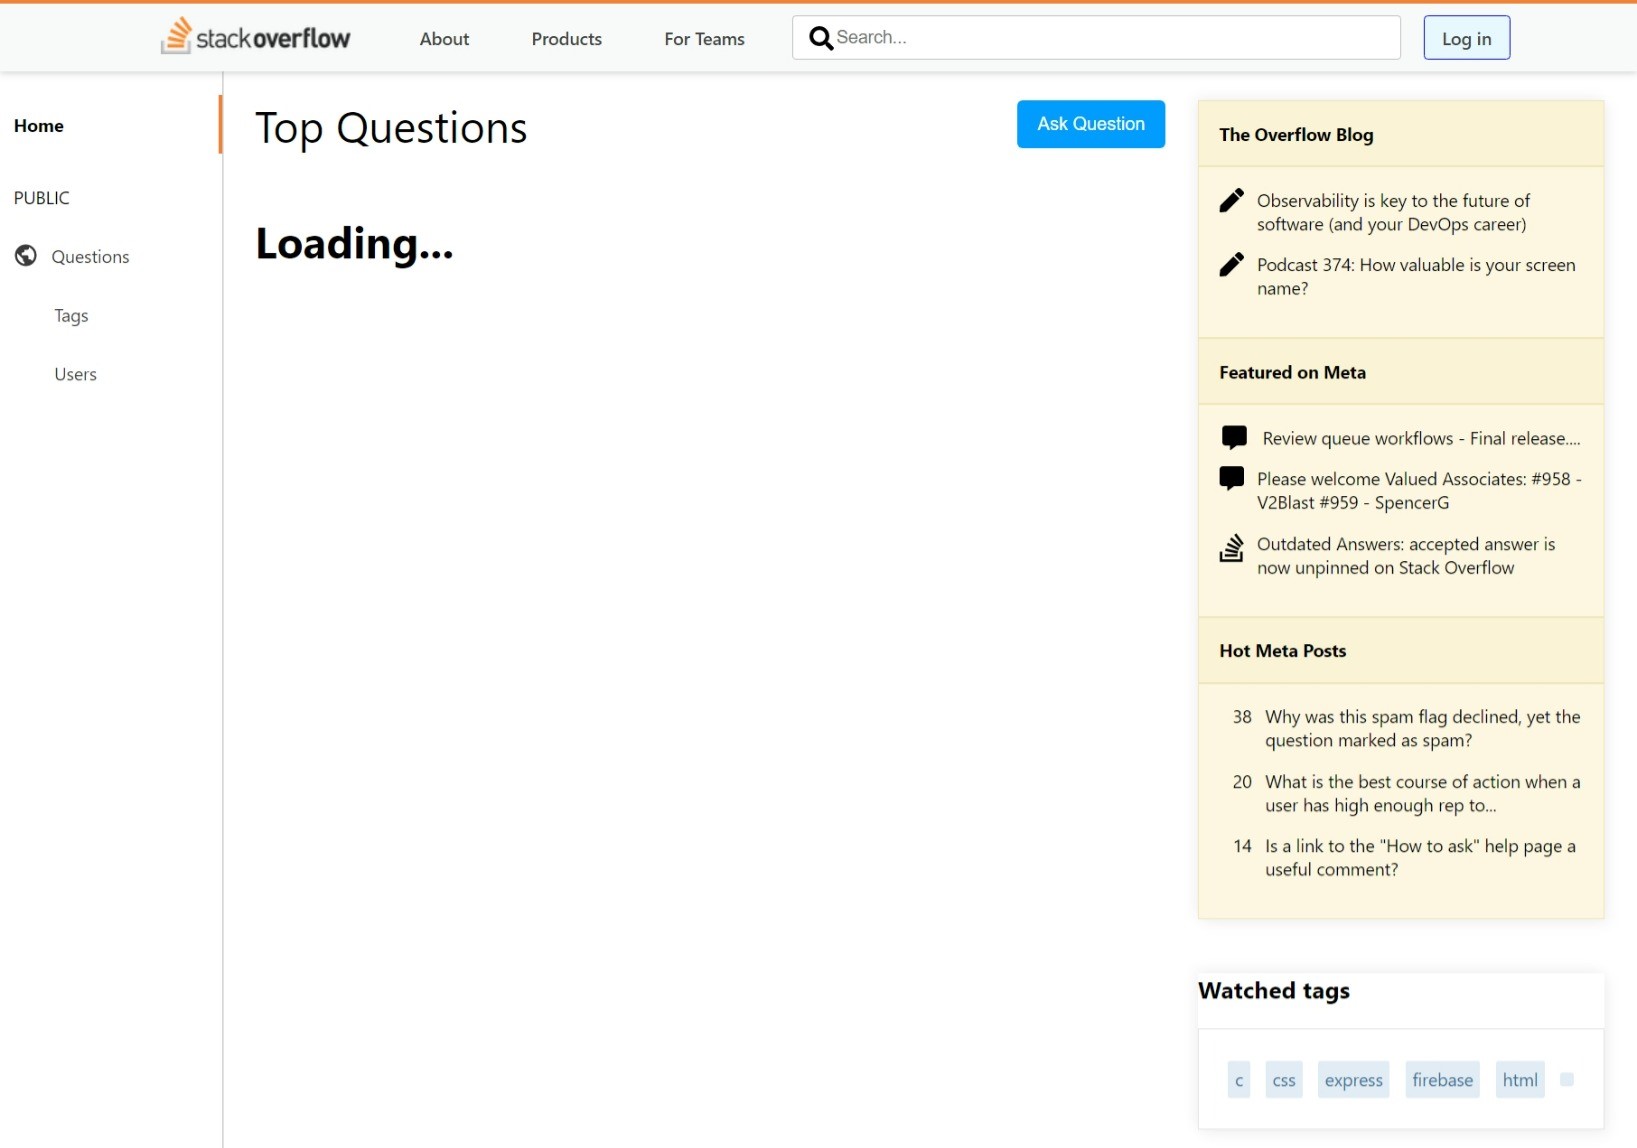 stackoverflow
About
Products
For Teams
Search...
Log in
Home
PUBLIC
Questions
Tags
Users
Top Questions
Ask Question
Loading...
The Overflow Blog
Observability is key to the future of
software (and your DevOps career)
Podcast 374: How valuable is your screen
name?
Featured on Meta
Review queue workflows - Final release....
Please welcome Valued Associates: #958 -
V2Blast #959 - SpencerG
Outdated Answers: accepted answer is
now unpinned on Stack Overflow
Hot Meta Posts
38 Why was this spam flag declined, yet the
question marked as spam?
20 What is the best course of action when a
user has high enough rep to...
14 Is a link to the "How to ask" help page a
useful comment?
Watched tags
c css express firebase html